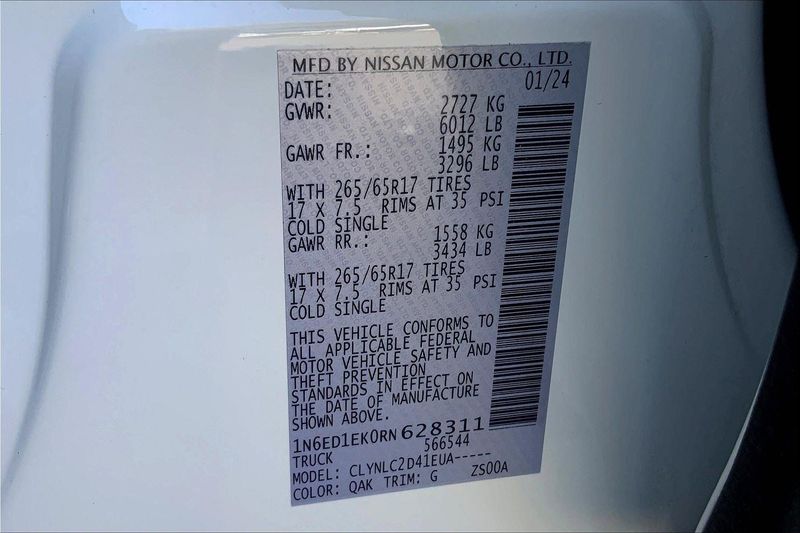 MFD BY NISSAN MOTOR CO., LTD.
DATE: 01/24
GVWR: 2727 KG
6012 LB
GAWR FR.: 1495 KG
3296 LB
WITH 265/65R17 TIRES
17 X 7.5 RIMS AT 35 PSI
COLD SINGLE
GAWR RR.: 1558 KG
3434 LB
WITH 265/65R17 TIRES
17 X 7.5 RIMS AT 35 PSI
COLD SINGLE
THIS VEHICLE CONFORMS TO
ALL APPLICABLE FEDERAL
MOTOR VEHICLE SAFETY AND
THEFT PREVENTION
STANDARDS IN EFFECT ON
THE DATE OF MANUFACTURE
SHOWN ABOVE.
1N6ED1EK0RN628311
TRUCK 566544
MODEL: CLYNLC2D41EUA-----
COLOR: QAK TRIM: G ZS00A